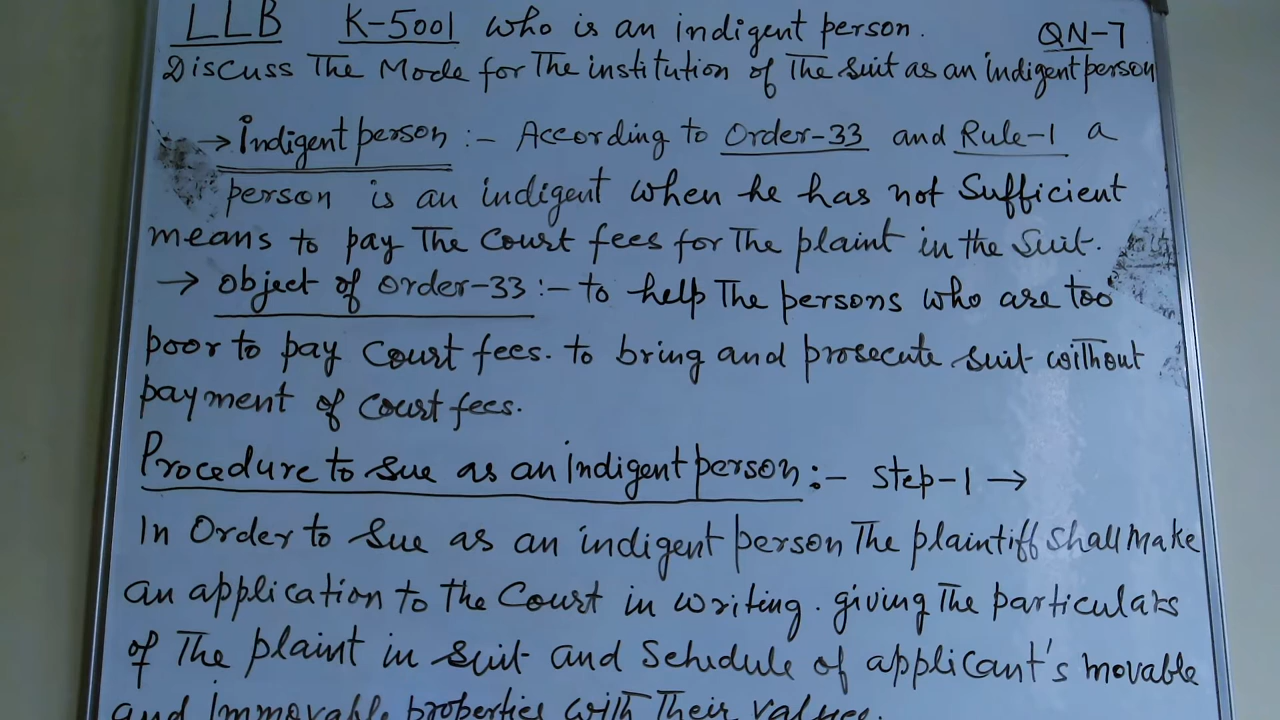 LLB K-5001 who is an indigent person. QN-7
Discuss The Mode for The institution of The suit as an indigent person
→ Indigent person :- According to Order-33 and Rule-1 a
person is an indigent when he has not Sufficient
means to pay The Court fees for The plaint in the Suit.
→ object of order-33 :- to help The persons who are too
poor to pay Court fees. to bring and prosecute suit without
payment of Court fees.
Procedure to sue as an indigent person :- Step-1 →
In Order to Sue as an indigent person The plaintiff shall make
an application to the Court in writing. giving The particulars
of The plaint in suit and Schedule of applicant's movable
and immovable properties with Their values.